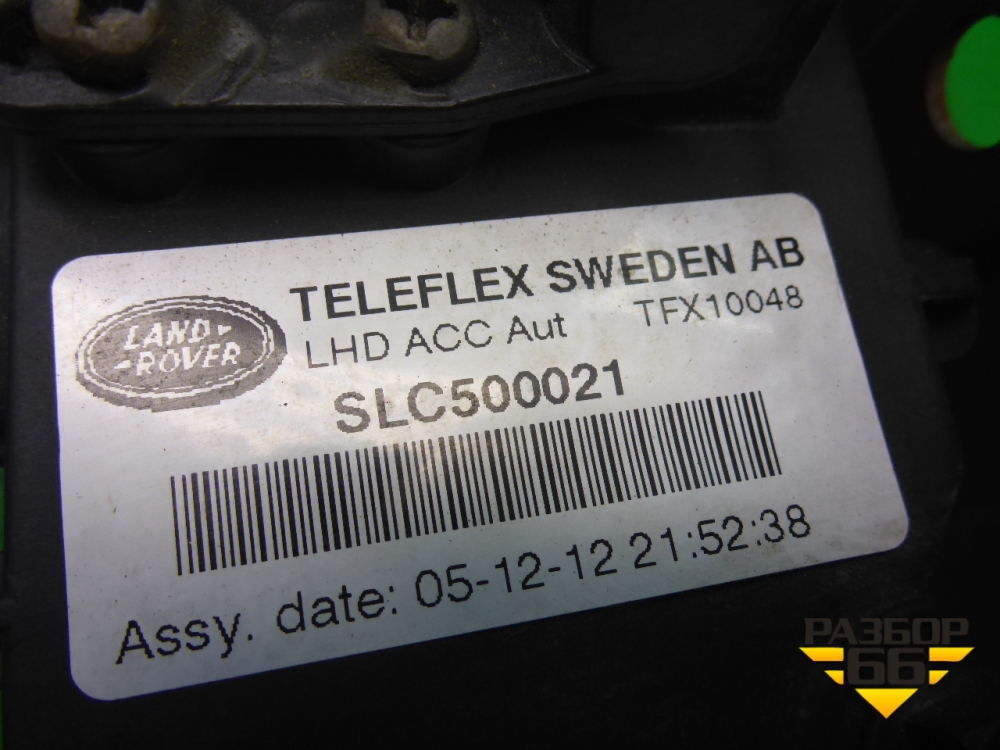 TELEFLEX SWEDEN AB
LAND-
-ROVER
LHD ACC Aut TFX10048
SLC500021
Assy. date: 05-12-12 21:52:38
РАЗБОР
66